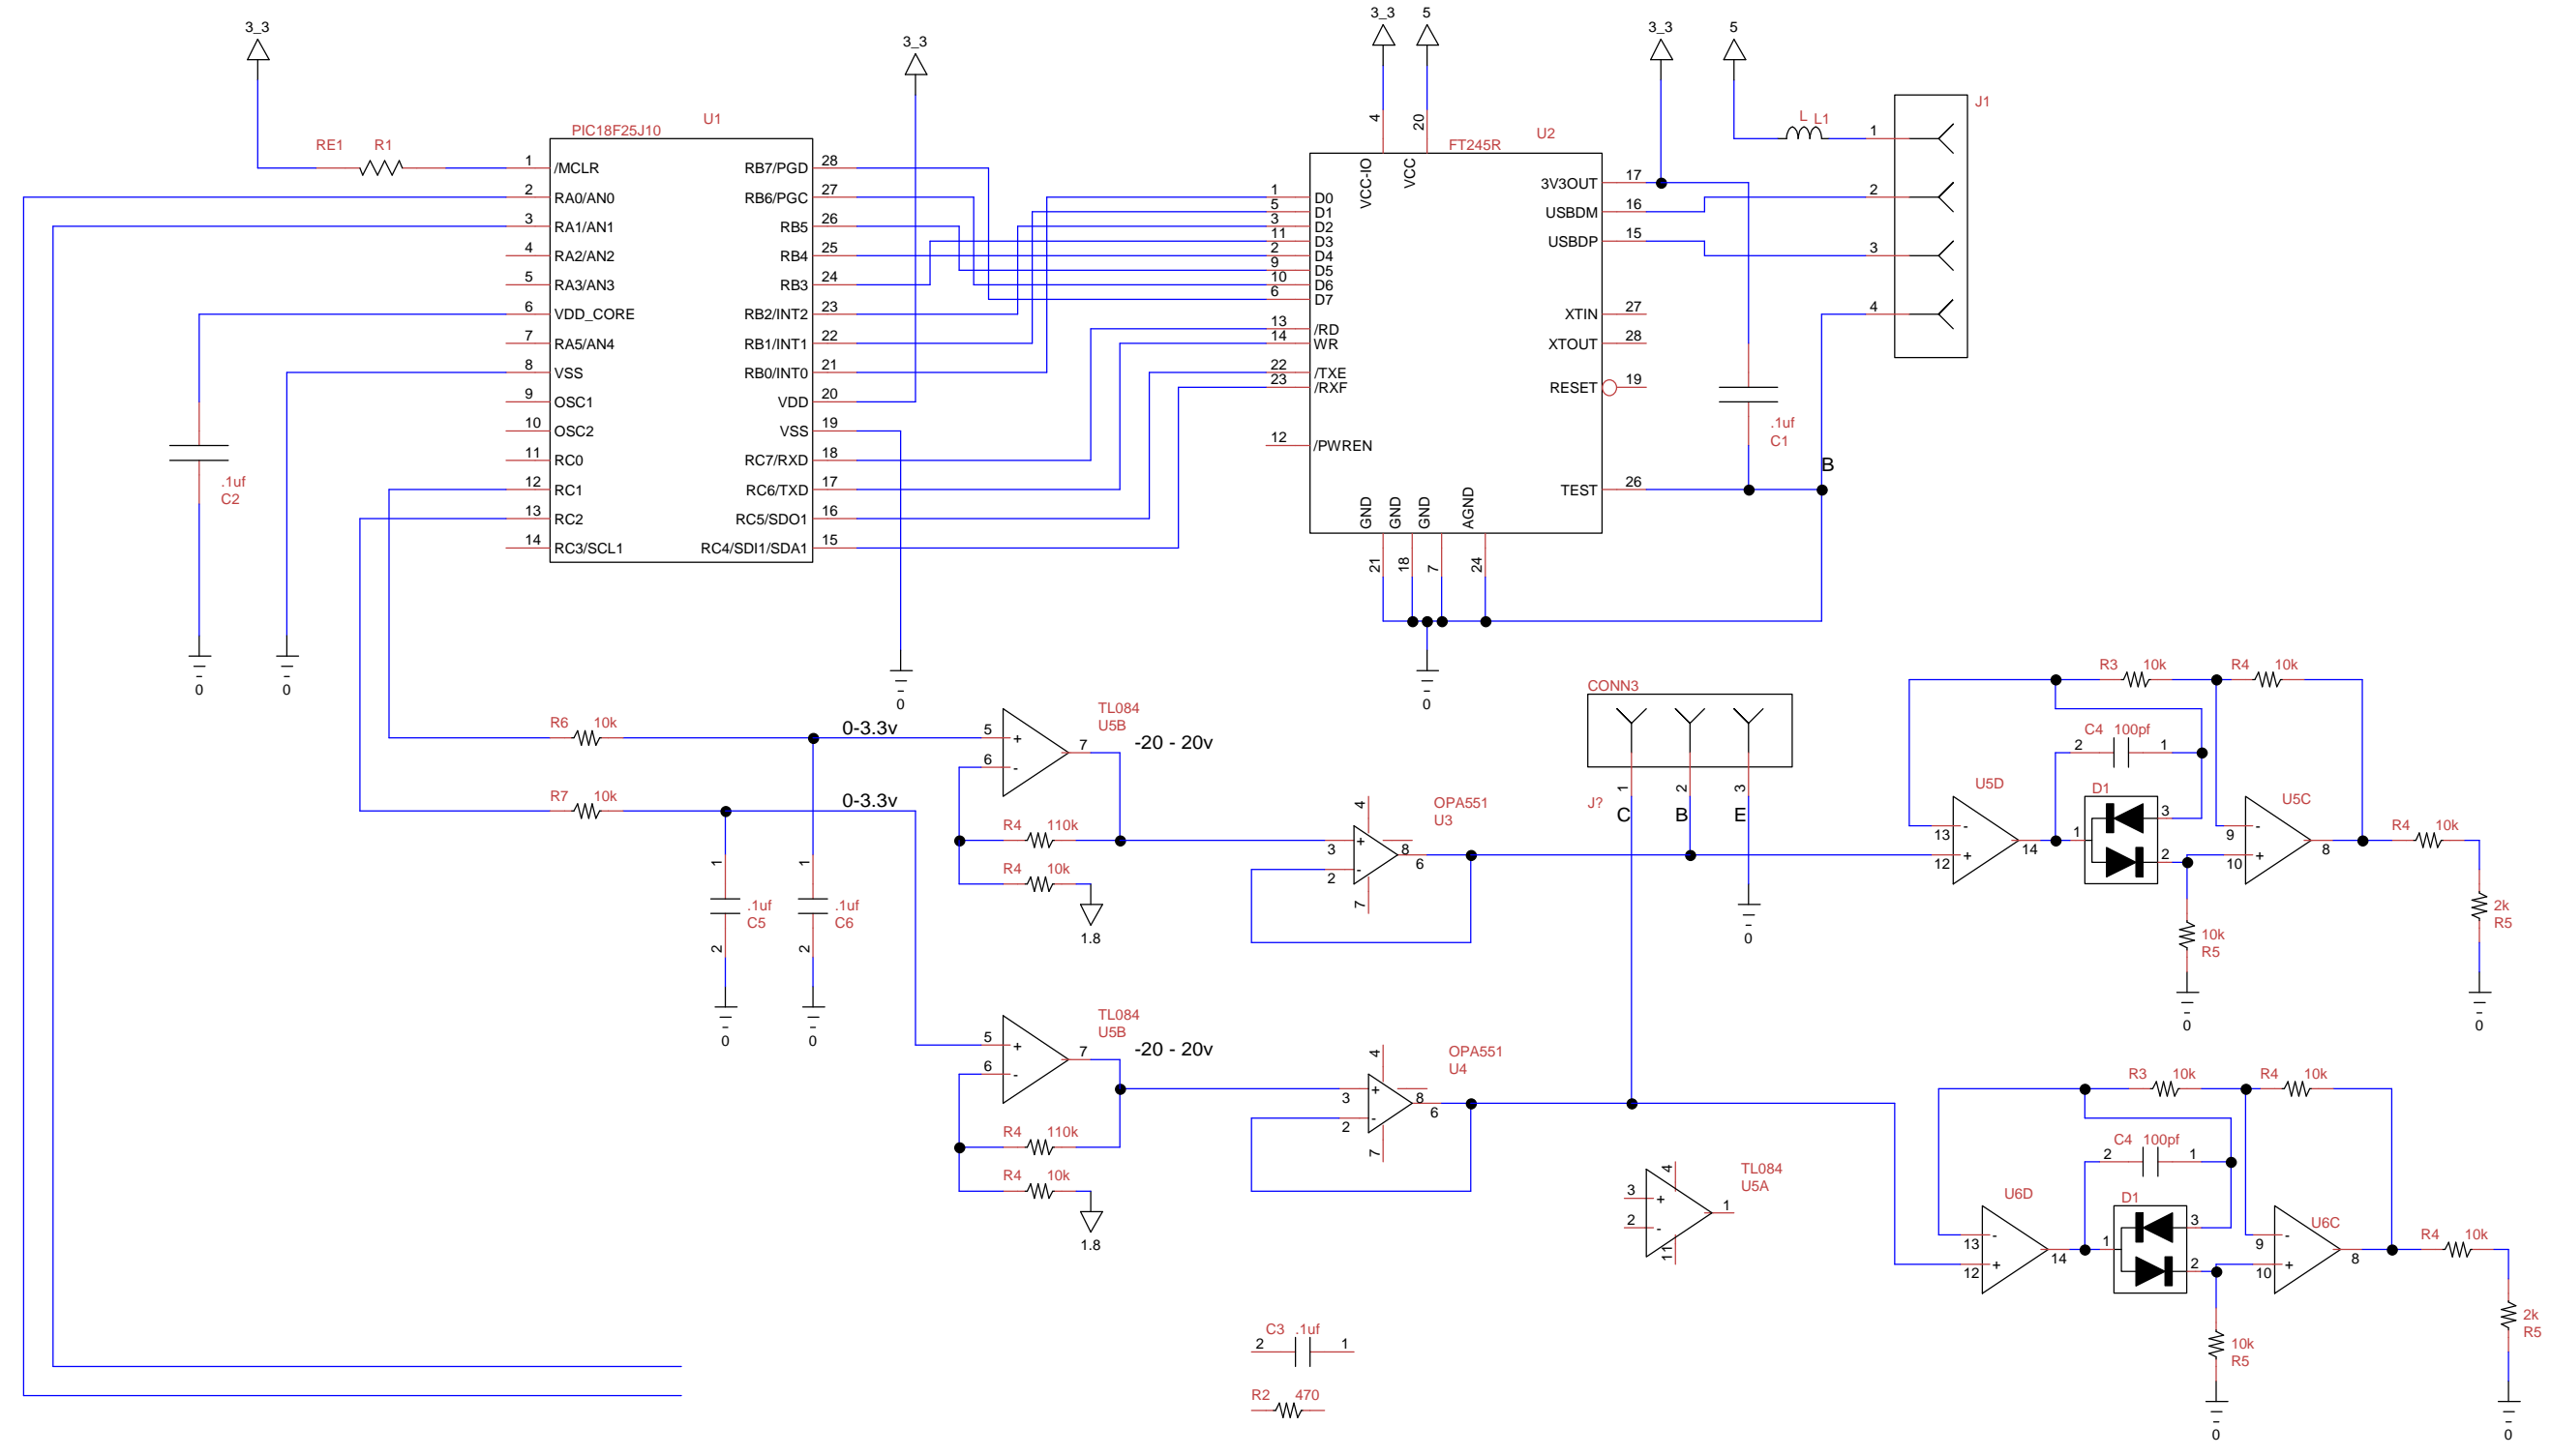 3_3
3_3
3_3 5
3_3 5
RE1 R1
PIC18F25J10 U1
1 /MCLR
2 RA0/AN0
3 RA1/AN1
4 RA2/AN2
5 RA3/AN3
6 VDD_CORE
7 RA5/AN4
8 VSS
9 OSC1
10 OSC2
11 RC0
12 RC1
13 RC2
14 RC3/SCL1
RB7/PGD 28
RB6/PGC 27
RB5 26
RB4 25
RB3 24
RB2/INT2 23
RB1/INT1 22
RB0/INT0 21
VDD 20
VSS 19
RC7/RXD 18
RC6/TXD 17
RC5/SDO1 16
RC4/SDI1/SDA1 15
.1uf
C2
0
0
0
FT245R U2
4 20
VCC-IO VCC
1 D0
5 D1
3 D2
11 D3
2 D4
9 D5
10 D6
6 D7
13 /RD
14 WR
22 /TXE
23 /RXF
12 /PWREN
3V3OUT 17
USBDM 16
USBDP 15
XTIN 27
XTOUT 28
RESET 19
TEST 26
GND GND GND AGND
21 18 7 24
0
L L1
J1
1
2
3
4
.1uf
C1
B
R6 10k
0-3.3v
R7 10k
0-3.3v
1 .1uf C5 2
1 .1uf C6 2
0 0
TL084
U5B
-20 - 20v
5 +
6 -
7
R4 110k
R4 10k
1.8
OPA551
U3
4
3 +
2 -
8
6
7
CONN3
J?
1 2 3
C B E
0
TL084
U5B
-20 - 20v
5 +
6 -
7
R4 110k
R4 10k
1.8
OPA551
U4
4
3 +
2 -
8
6
7
TL084
U5A
4
3 +
2 -
1
11
C3 .1uf
2 1
R2 470
R3 10k R4 10k
C4 100pf
2 1
U5D
13 -
12 +
14
D1
1
3
2
U5C
9 -
10 +
8
R4 10k
10k
R5
2k
R5
0 0
R3 10k R4 10k
C4 100pf
2 1
U6D
13 -
12 +
14
D1
1
3
2
U6C
9 -
10 +
8
R4 10k
10k
R5
2k
R5
0 0